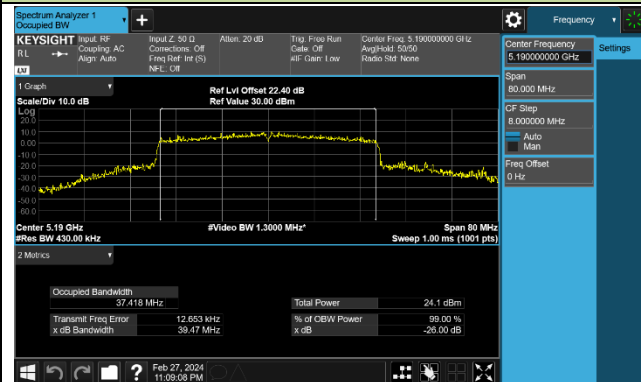 Spectrum Analyzer 1
Occupied BW
Frequency
KEYSIGHT
RL
LXI
Input: RF
Coupling: AC
Align: Auto
Input Z: 50 Ω
Corrections: Off
Freq Ref: Int (S)
NFE: Off
Atten: 20 dB
Trig: Free Run
Gate: Off
#IF Gain: Low
Center Freq: 5.190000000 GHz
Avg|Hold: 50/50
Radio Std: None
Center Frequency
5.190000000 GHz
Settings
Span
80.000 MHz
CF Step
8.000000 MHz
Auto
Man
Freq Offset
0 Hz
1 Graph
Scale/Div 10.0 dB
Ref Lvl Offset 22.40 dB
Ref Value 30.00 dBm
Log
20.0
10.0
0.00
-10.0
-20.0
-30.0
-40.0
-50.0
-60.0
Center 5.19 GHz
#Res BW 430.00 kHz
#Video BW 1.3000 MHz*
Span 80 MHz
Sweep 1.00 ms (1001 pts)
2 Metrics
Occupied Bandwidth
37.418 MHz
Total Power 24.1 dBm
Transmit Freq Error 12.653 kHz
% of OBW Power 99.00 %
x dB Bandwidth 39.47 MHz
x dB -26.00 dB
Feb 27, 2024
11:09:08 PM